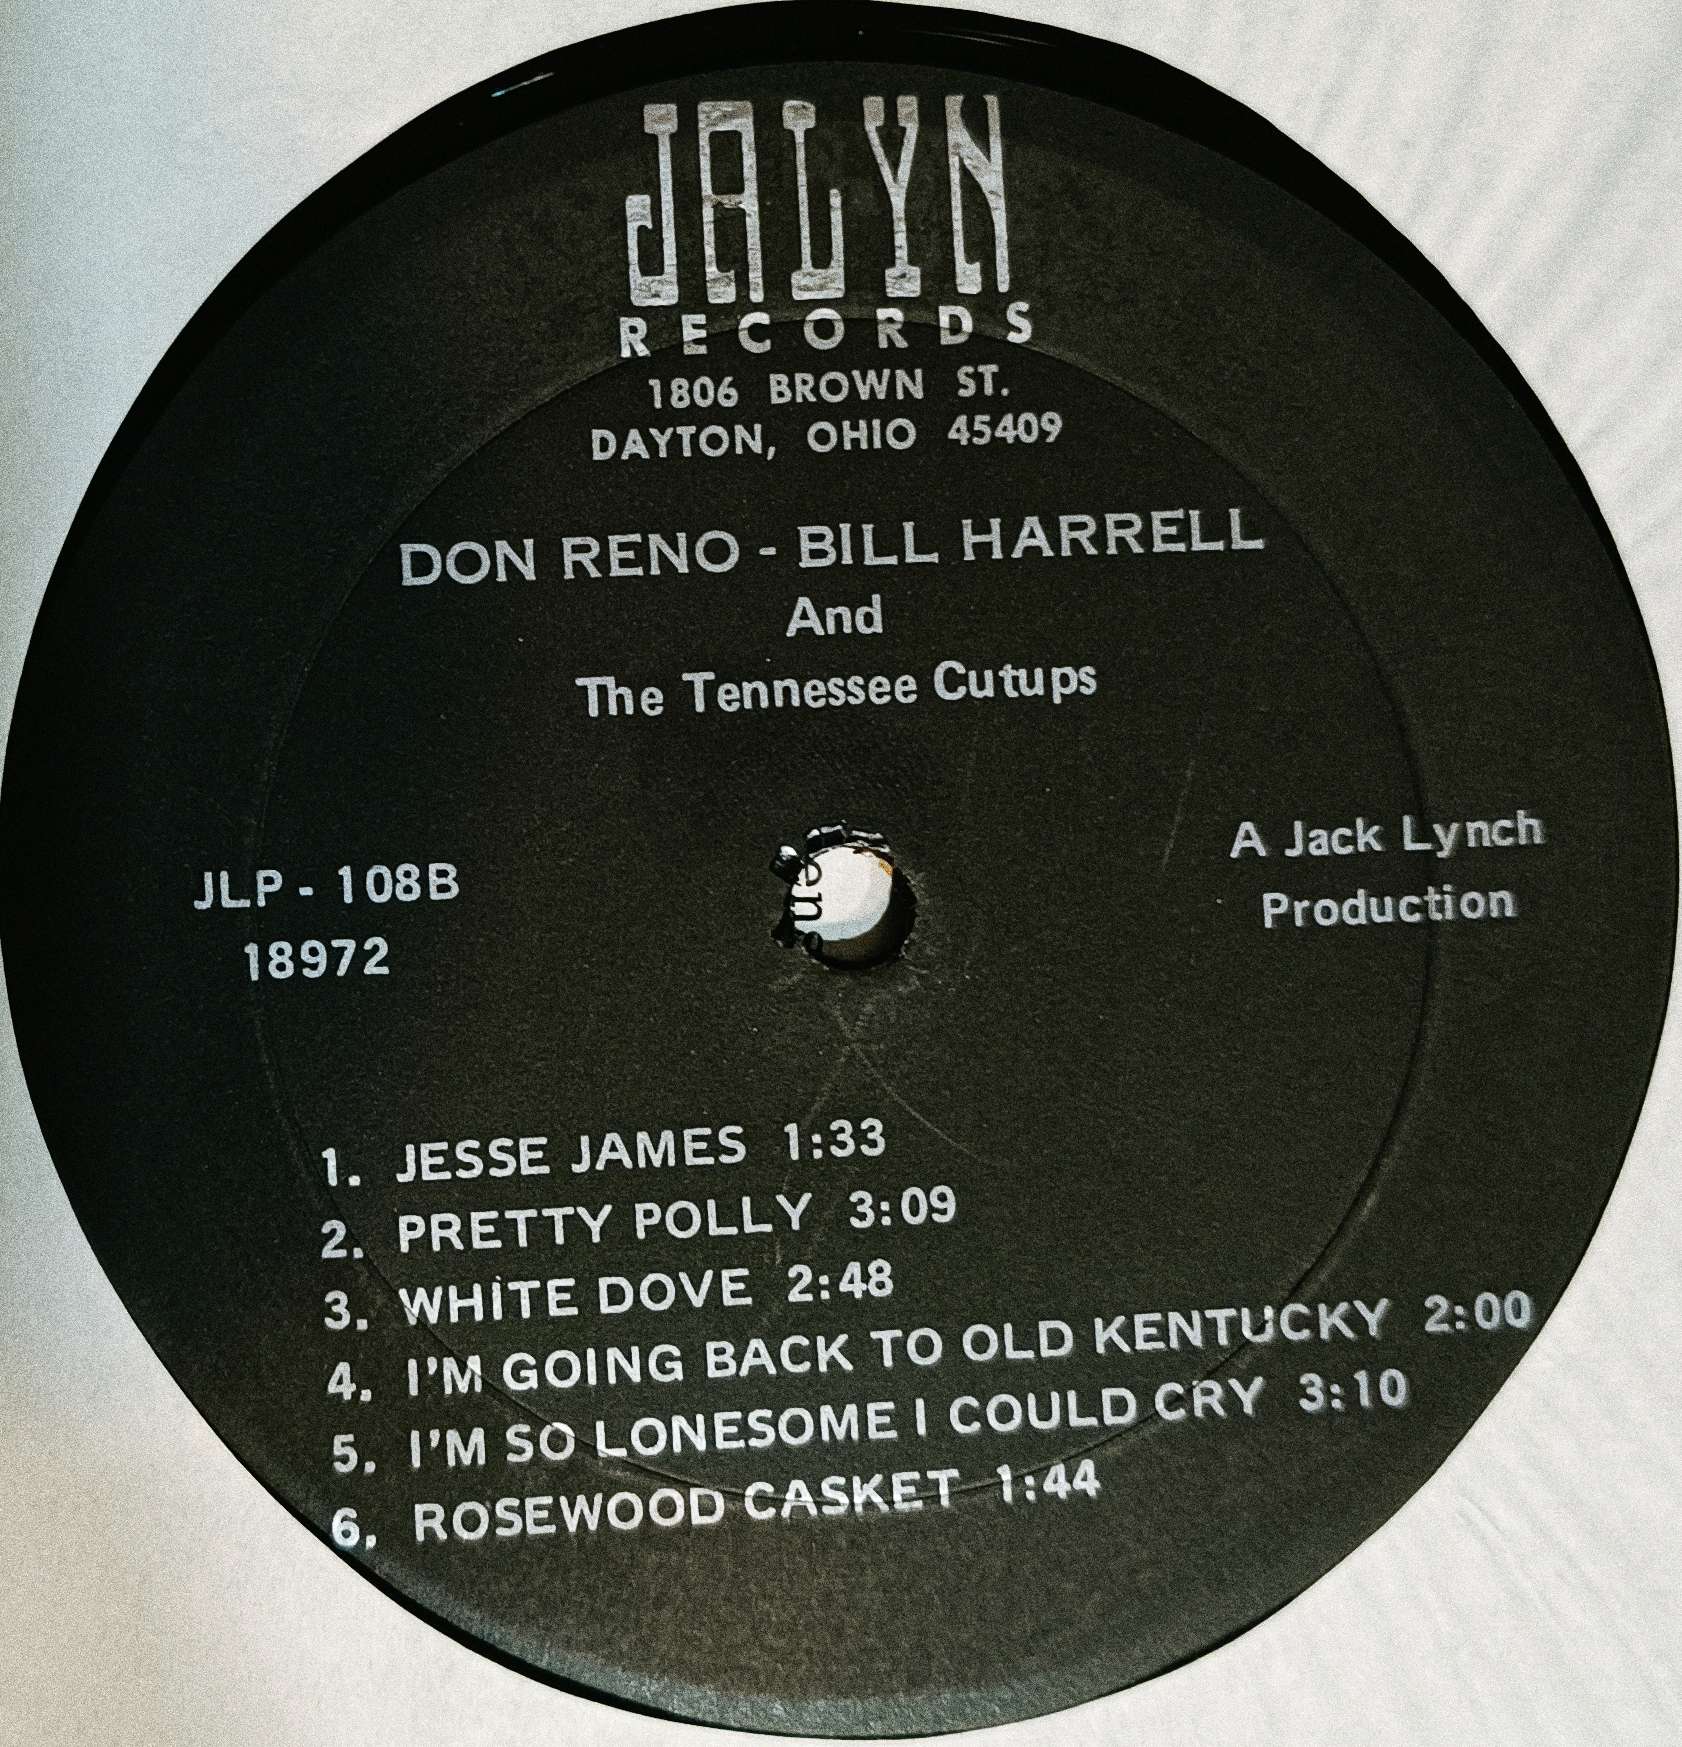 JALYN
RECORDS
1806 BROWN ST.
DAYTON, OHIO 45409
DON RENO - BILL HARRELL
And
The Tennessee Cutups
JLP - 108B
18972
A Jack Lynch
Production
1. JESSE JAMES 1:33
2. PRETTY POLLY 3:09
3. WHITE DOVE 2:48
4. I'M GOING BACK TO OLD KENTUCKY 2:00
5. I'M SO LONESOME I COULD CRY 3:10
6. ROSEWOOD CASKET 1:44